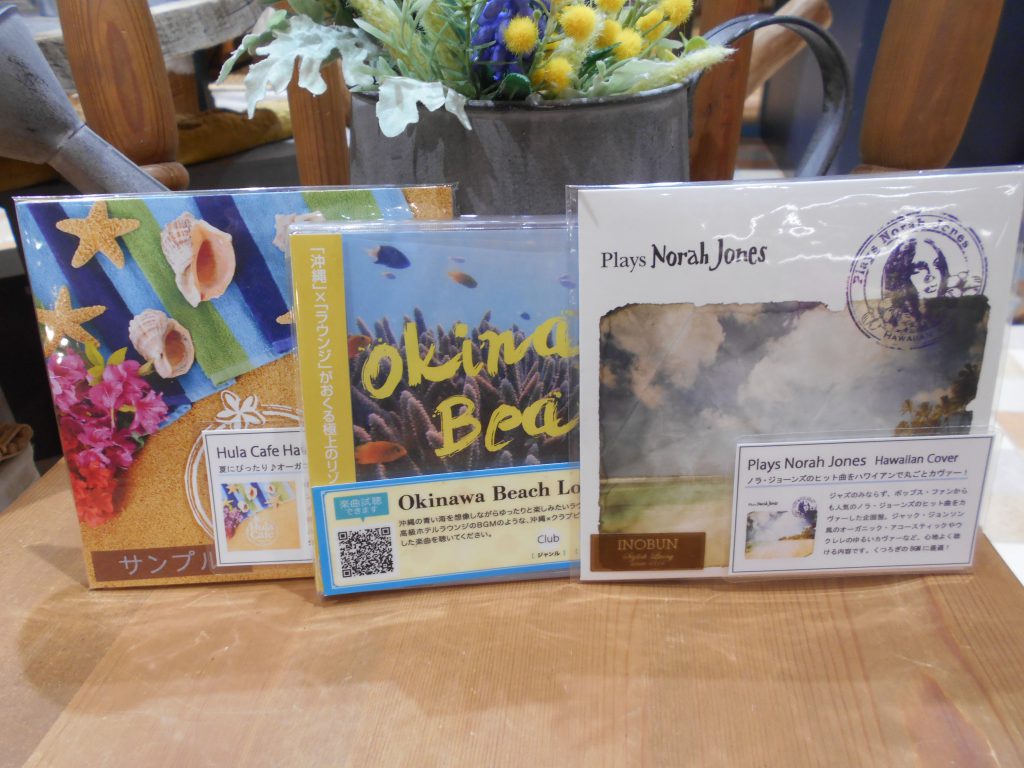 Hula Cafe Ha
夏にぴったり♪オーガ
Hula
Cafe
サンプル
「沖縄」×「ラウンジ」がおくる極上のリゾ
Okina
Bea
楽曲試聴
できます
Okinawa Beach Lo
沖縄の青い海を想像しながらゆったりと楽しみたいラウ
高級ホテルラウンジのBGMのような、沖縄×クラブビ
した楽曲を聴いてください。
Club
[ジャンル]
Plays Norah Jones
Plays Norah Jones
HAWAIIAN
INOBUN
Plays Norah Jones Hawaiian Cover
ノラ・ジョーンズのヒット曲をハワイアンで丸ごとカヴァー！
ジャズのみならず、ポップス・ファンから
も人気のノラ・ジョーンズのヒット曲をカ
ヴァーした企画盤。ジャック・ジョンソン
風のオーガニック・アコースティックやウ
クレレのゆるいカヴァーなど、心地よく聴
ける内容です。くつろぎのBGMに最適！